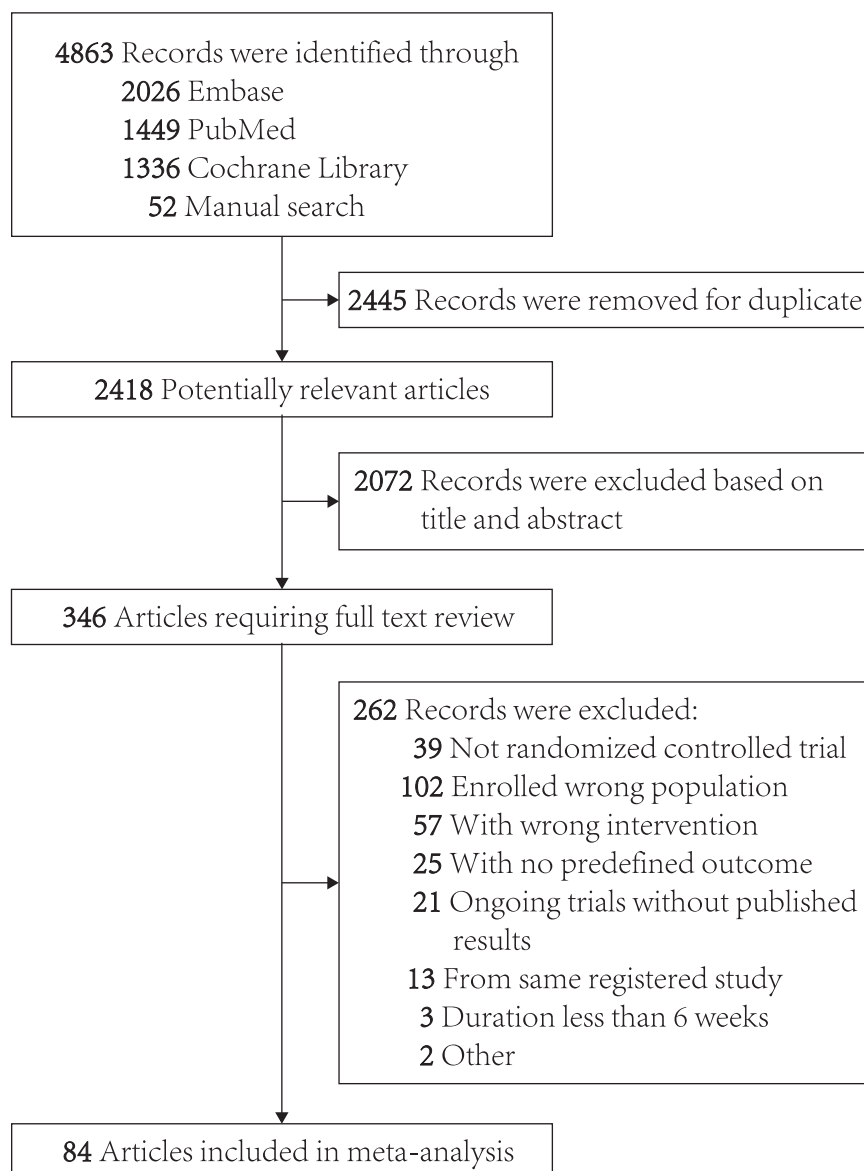 4863 Records were identified through
2026 Embase
1449 PubMed
1336 Cochrane Library
52 Manual search
2445 Records were removed for duplicate
2418 Potentially relevant articles
2072 Records were excluded based on
title and abstract
346 Articles requiring full text review
262 Records were excluded:
39 Not randomized controlled trial
102 Enrolled wrong population
57 With wrong intervention
25 With no predefined outcome
21 Ongoing trials without published
results
13 From same registered study
3 Duration less than 6 weeks
2 Other
84 Articles included in meta-analysis